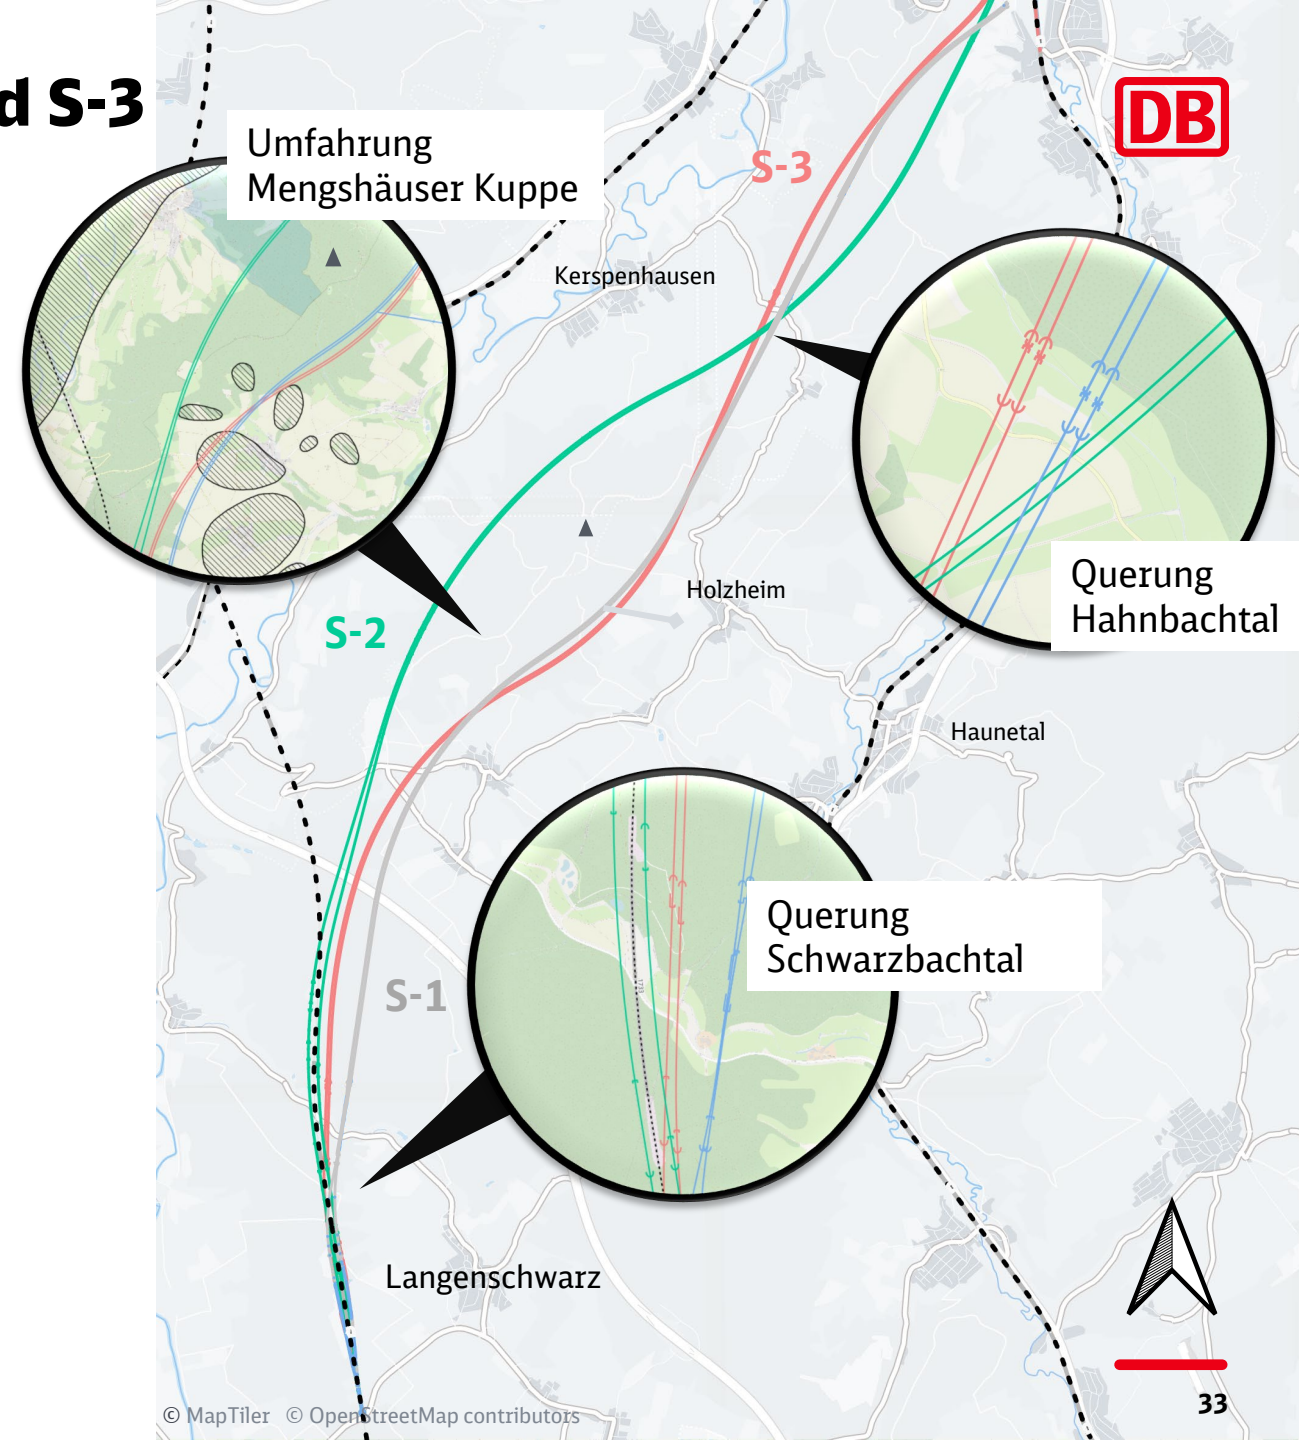 d S-3
DB
Umfahrung
Mengshäuser Kuppe
S-3
Kerspenhausen
Holzheim
S-2
Querung
Hahnbachtal
Haunetal
Querung
Schwarzbachtal
S-1
1733
Langenschwarz
© MapTiler © OpenStreetMap contributors
33